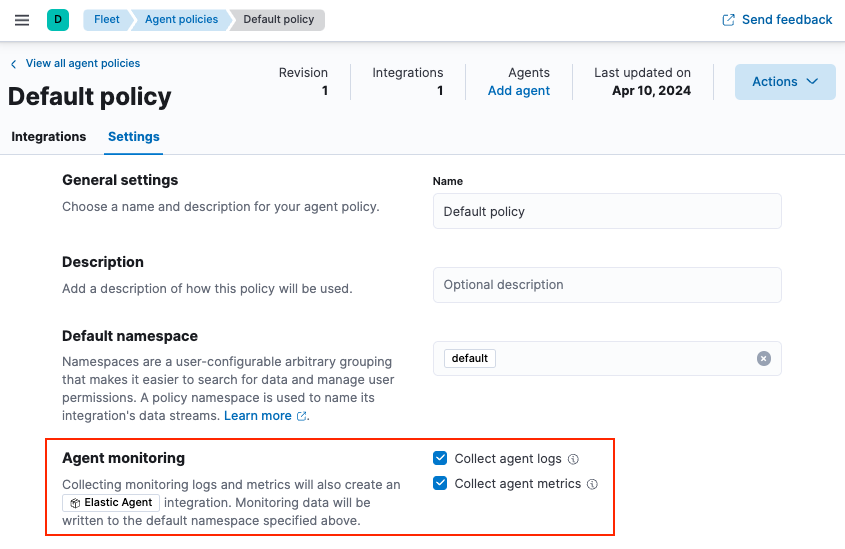 D Fleet Agent policies Default policy Send feedback
View all agent policies
Default policy
Revision
1
Integrations
1
Agents
Add agent
Last updated on
Apr 10, 2024
Actions
Integrations Settings
General settings
Choose a name and description for your agent policy.
Name
Default policy
Description
Add a description of how this policy will be used.
Optional description
Default namespace
Namespaces are a user-configurable arbitrary grouping
that makes it easier to search for data and manage user
permissions. A policy namespace is used to name its
integration's data streams. Learn more .
default
Agent monitoring
Collecting monitoring logs and metrics will also create an
Elastic Agent integration. Monitoring data will be
written to the default namespace specified above.
Collect agent logs
Collect agent metrics